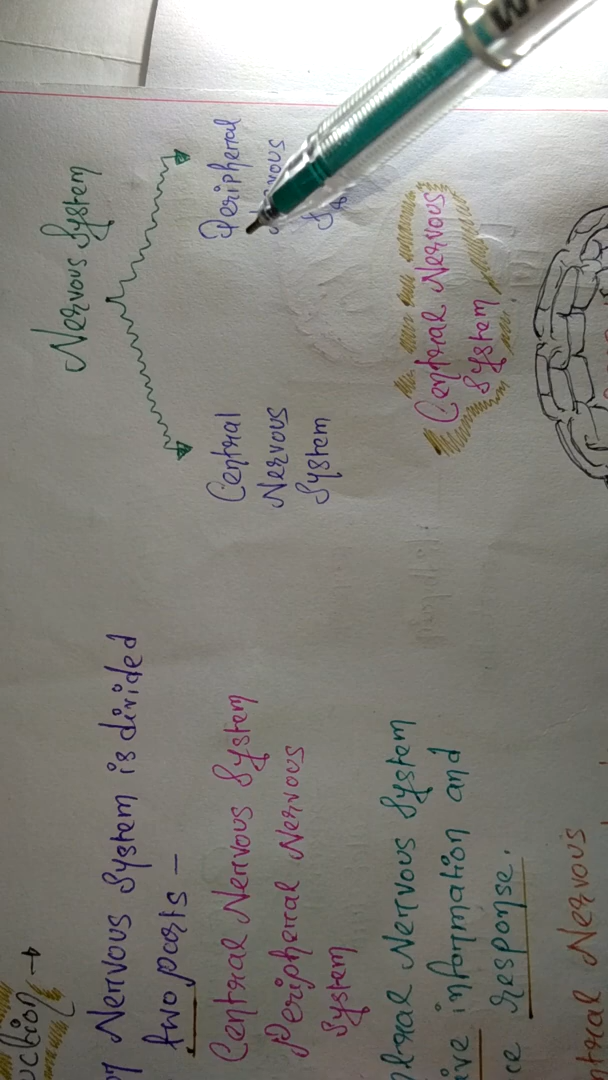 Nervous System
Central
Nervous
System
Peripheral
Central Nervous
System
Nervous System is divided
two parts —
Central Nervous System
Peripheral Nervous
System
Nervous System
information and
response.
Nervous